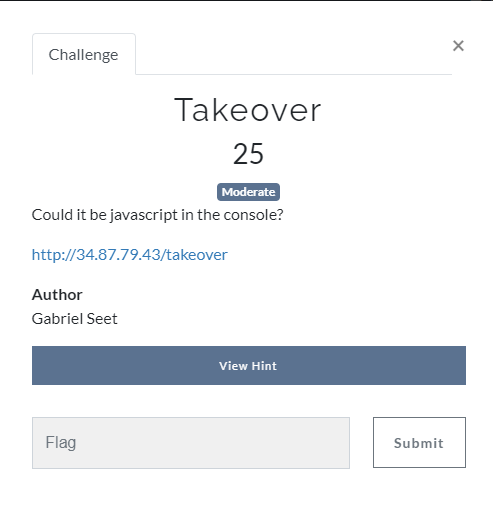 Challenge
×
Takeover
25
Moderate
Could it be javascript in the console?
http://34.87.79.43/takeover
Author
Gabriel Seet
View Hint
Flag
Submit